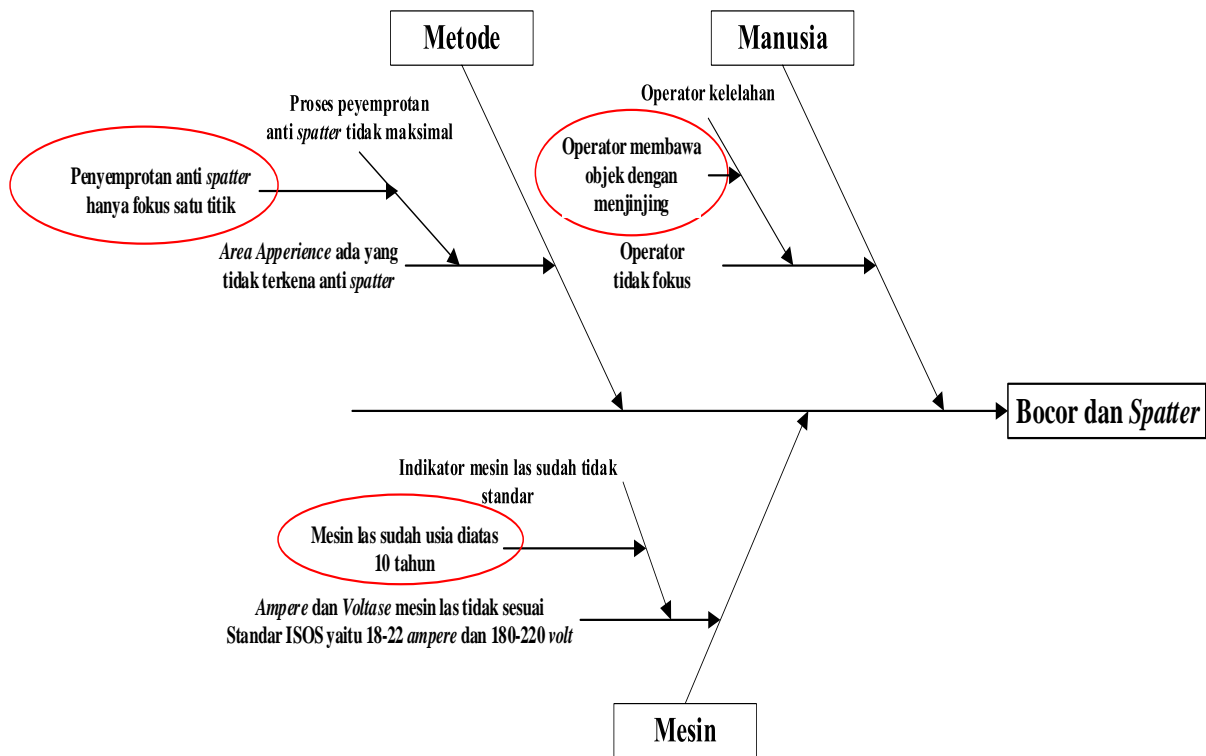 Metode
Manusia
Proses peyemprotan
anti spatter tidak maksimal
Penyemprotan anti spatter
hanya fokus satu titik
Area Apperience ada yang
tidak terkena anti spatter
Operator kelelahan
Operator membawa
objek dengan
menjinjing
Operator
tidak fokus
Bocor dan Spatter
Indikator mesin las sudah tidak
standar
Mesin las sudah usia diatas
10 tahun
Ampere dan Voltase mesin las tidak sesuai
Standar ISOS yaitu 18-22 ampere dan 180-220 volt
Mesin